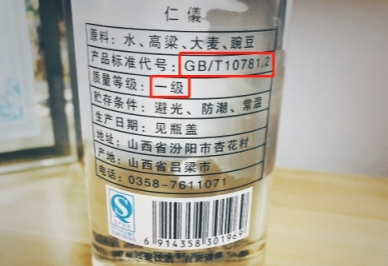 仁儀
原料：水、高粱、大麦、豌豆
产品标准代号：GB/T10781.2
质量等级：一级
贮存条件：避光、防潮、常温
生产日期：见瓶盖
地址：山西省汾阳市杏花村
产地：山西省吕梁市
电话：0358-7611071
6 914358 301969